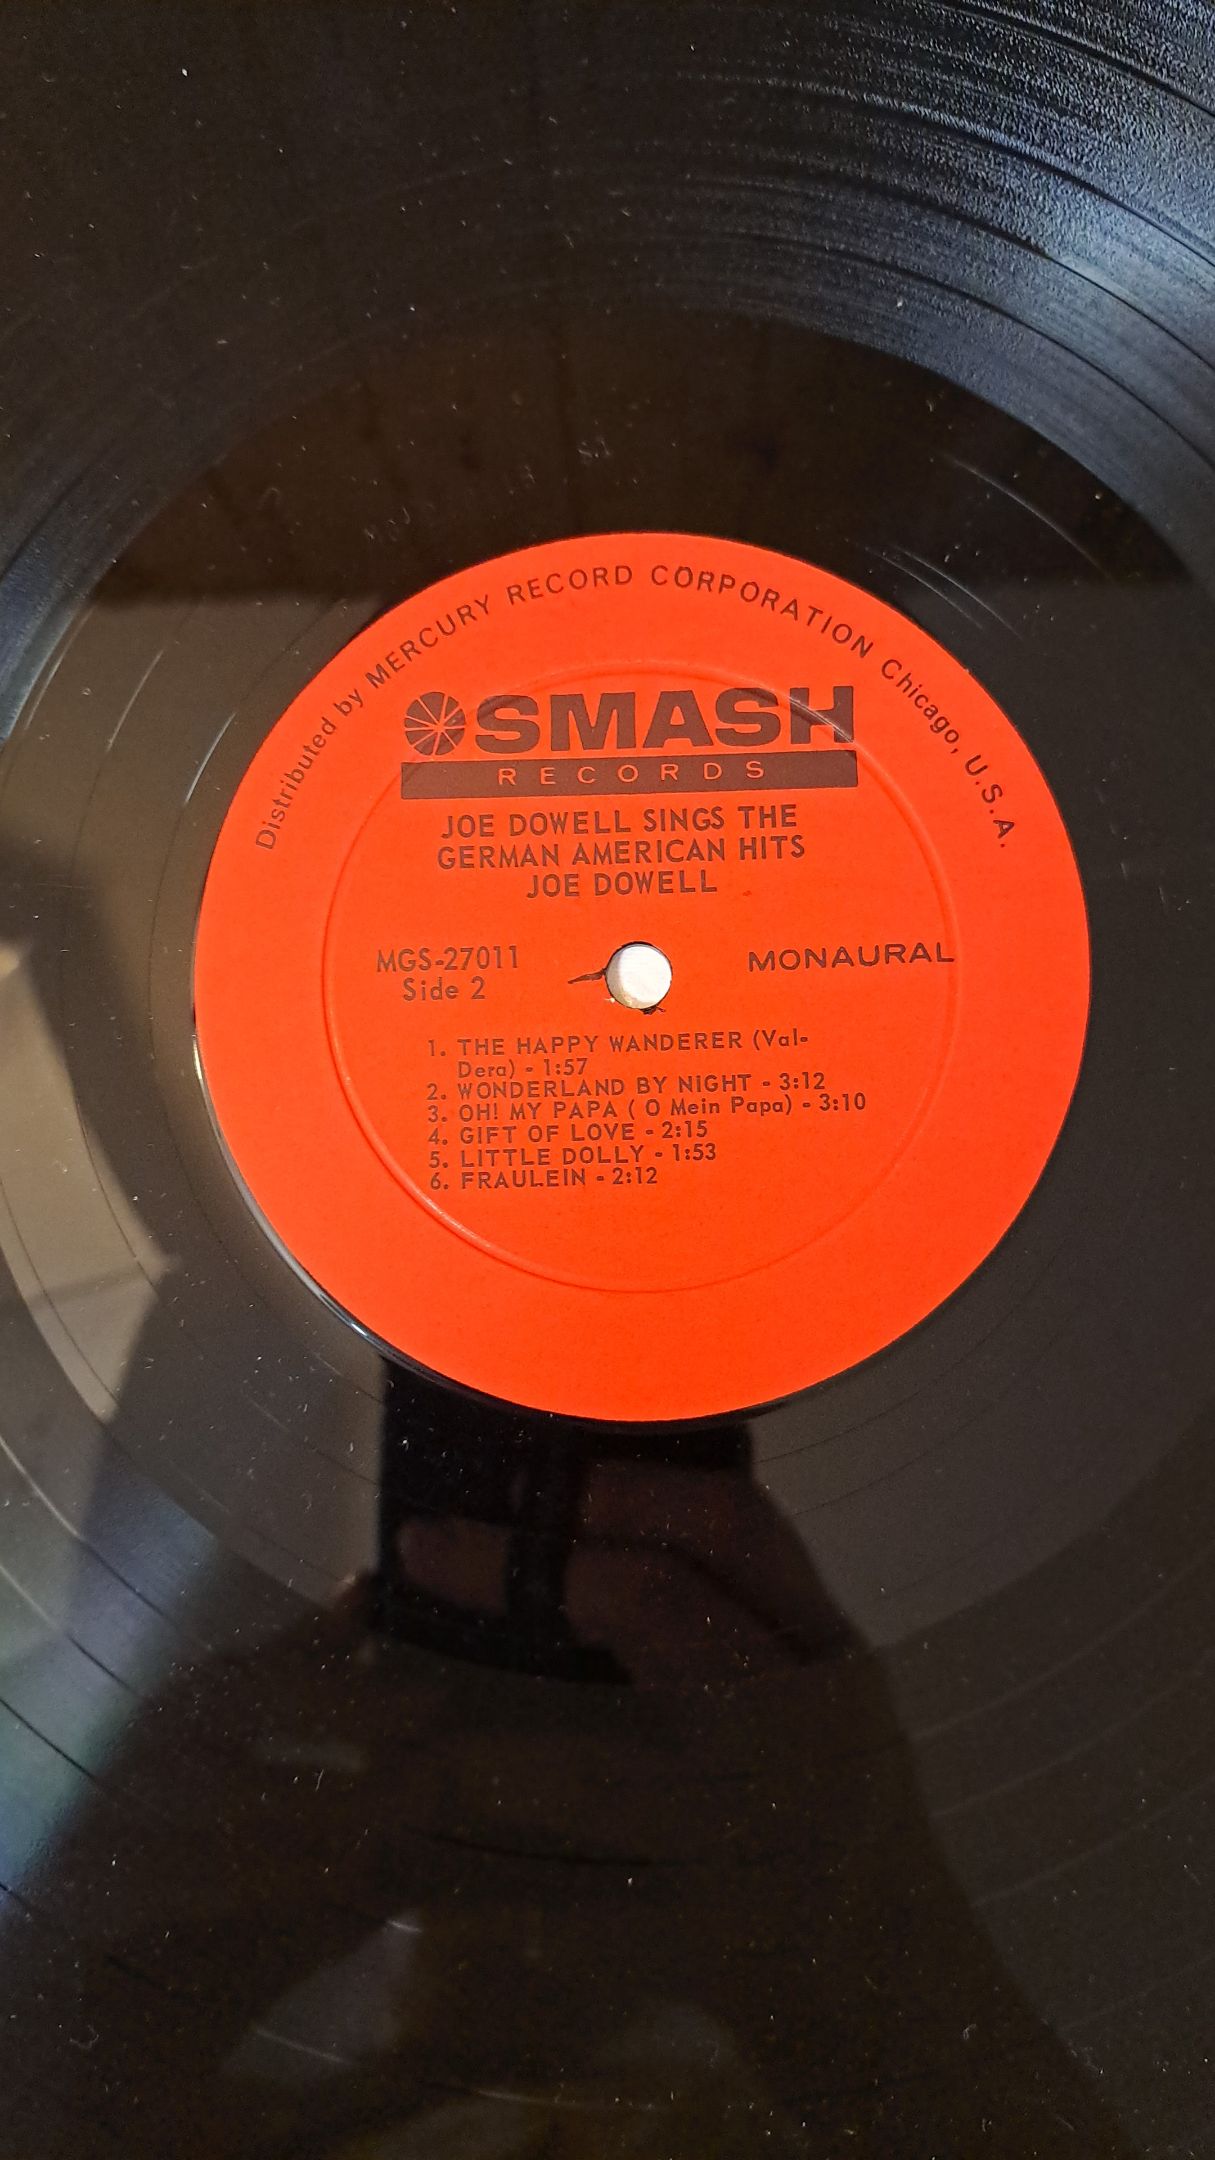 Distributed by MERCURY RECORD CORPORATION Chicago, U.S.A.
SMASH
RECORDS
JOE DOWELL SINGS THE
GERMAN AMERICAN HITS
JOE DOWELL
MGS-27011
Side 2
MONAURAL
1. THE HAPPY WANDERER (Val-
Dera) - 1:57
2. WONDERLAND BY NIGHT - 3:12
3. OH! MY PAPA ( O Mein Papa) - 3:10
4. GIFT OF LOVE - 2:15
5. LITTLE DOLLY - 1:53
6. FRAULEIN - 2:12